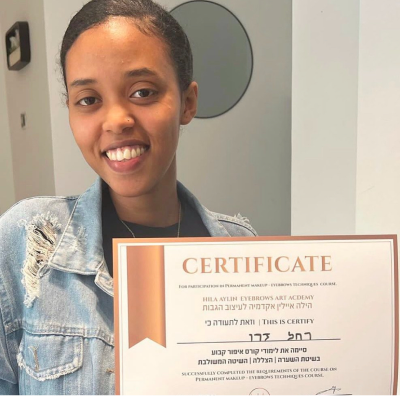 CERTIFICATE
FOR PARTICIPATION IN PERMANENT MAKEUP - EYEBROWS TECHNIQUES COURSE.
HILA AYLIN EYEBROWS ART ACDEMY
הילה איילין אקדמיה לעיצוב הגבות
THIS IS CERTIFY | וזאת לתעודה כי
רחל
סיימה את לימודי קורס איפור קבוע
בשיטת השערה | הצללה | השיטה המשולבת
SUCCESSFULLY COMPLETED THE REQUIREMENTS OF THE COURSE ON
PERMANENT MAKEUP - EYEBROWS TECHNIQUES COURSE.